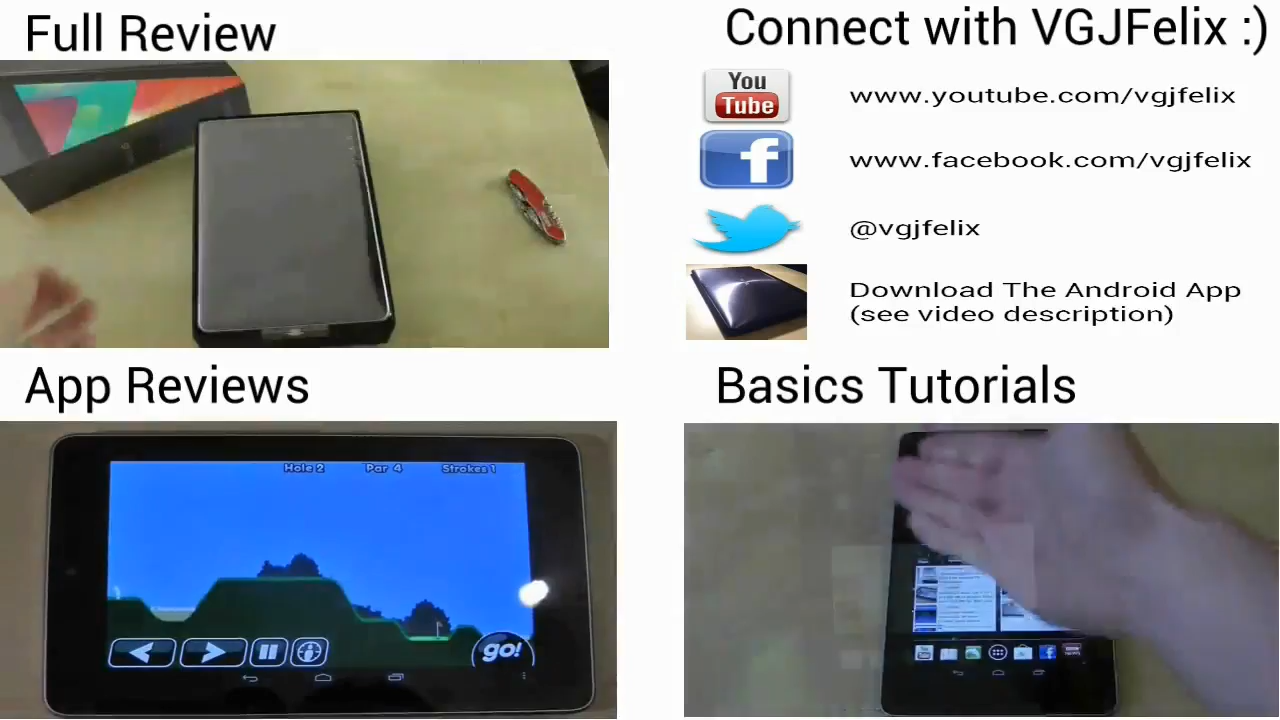 Full Review
Connect with VGJFelix :)
You
Tube
www.youtube.com/vgjfelix
f
www.facebook.com/vgjfelix
@vgjfelix
Download The Android App
(see video description)
App Reviews
Basics Tutorials
Hole 2 Par 4 Strokes 1
go!